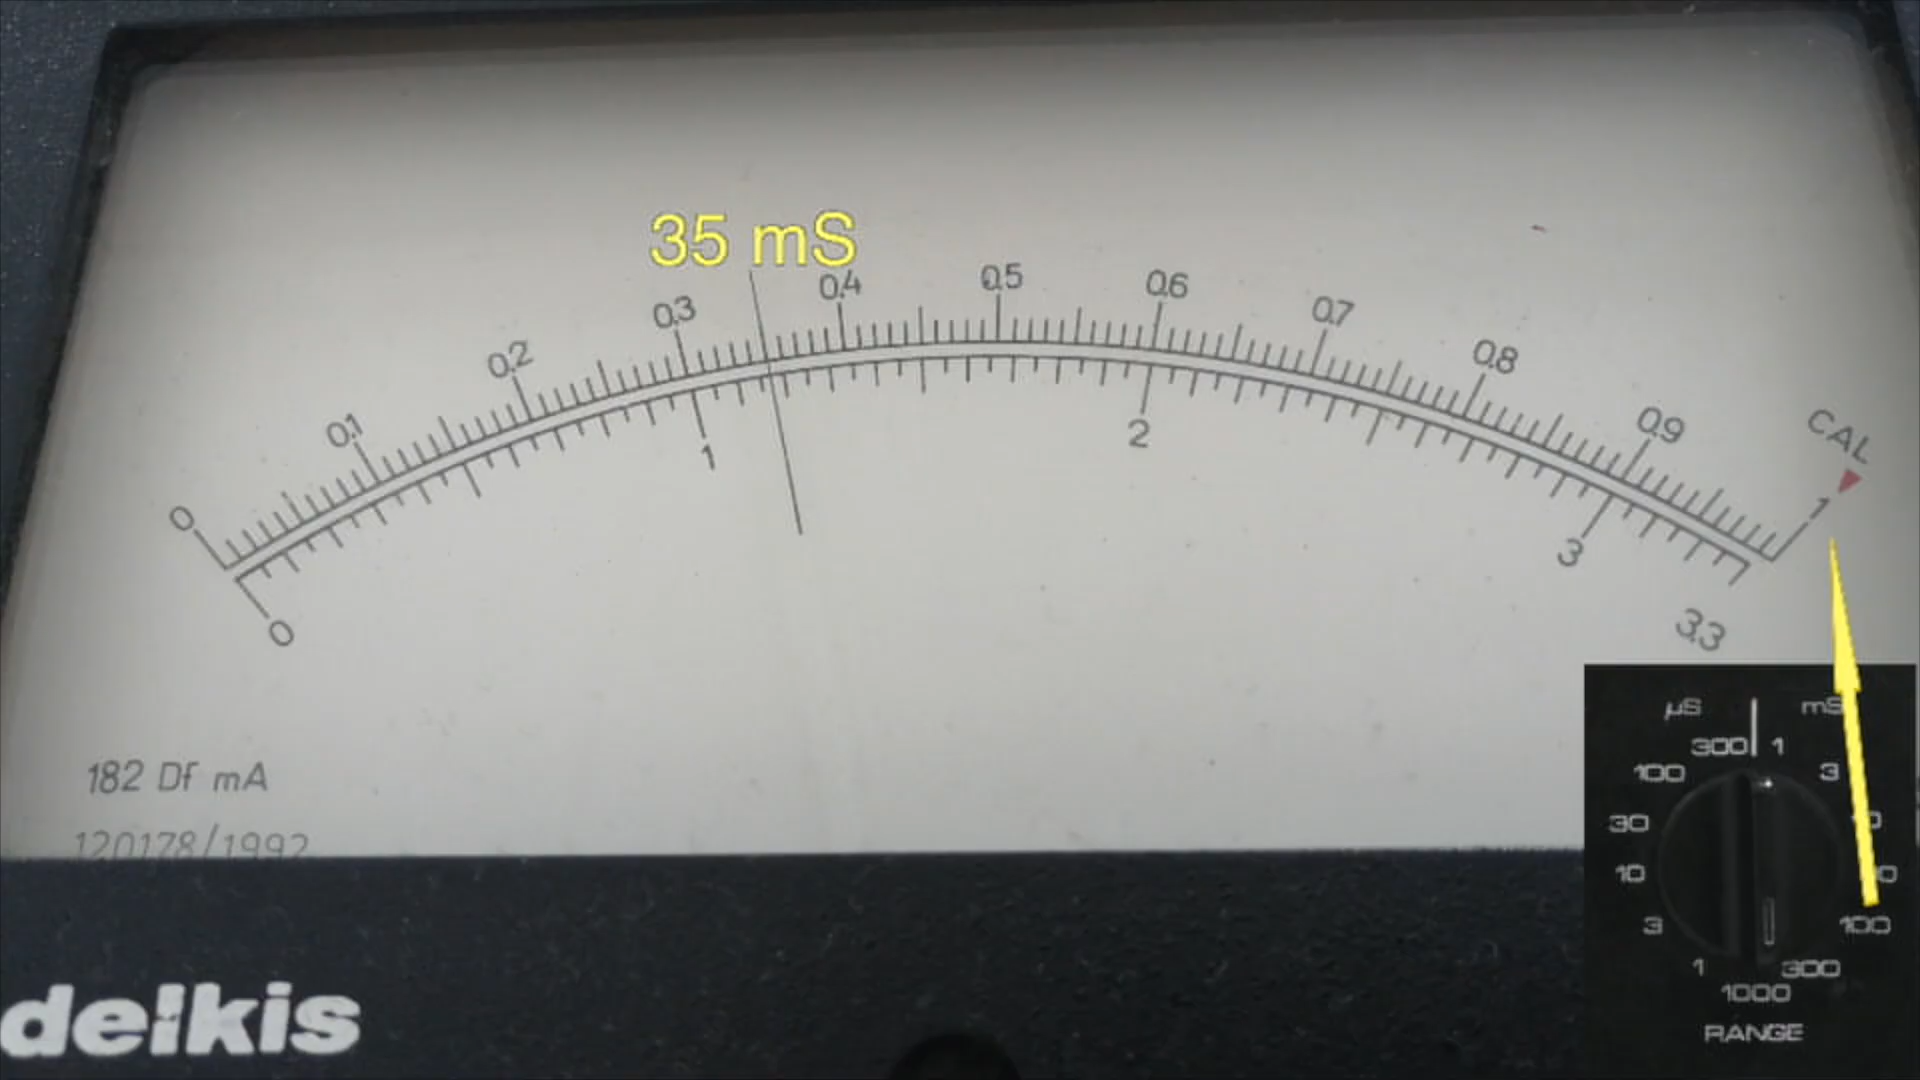 35 mS
0 0.1 0.2 0.3 0.4 0.5 0.6 0.7 0.8 0.9 1
CAL
0 1 2 3 3.3
182 Df mA
120178/1992
deikis
µS mS
300 1
100 3
30
10
3 100
1 300
1000
RANGE